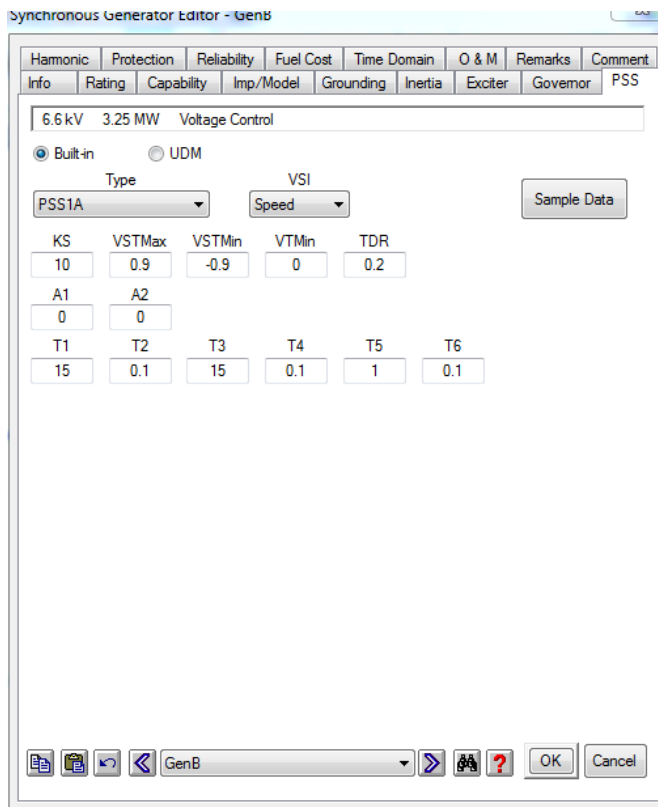 Synchronous Generator Editor - GenB
Harmonic Protection Reliability Fuel Cost Time Domain O & M Remarks Comment
Info Rating Capability Imp/Model Grounding Inertia Exciter Governor PSS
6.6 kV 3.25 MW Voltage Control
Built-in UDM
Type VSI
PSS1A Speed Sample Data
KS VSTMax VSTMin VTMin TDR
10 0.9 -0.9 0 0.2
A1 A2
0 0
T1 T2 T3 T4 T5 T6
15 0.1 15 0.1 1 0.1
GenB ? OK Cancel